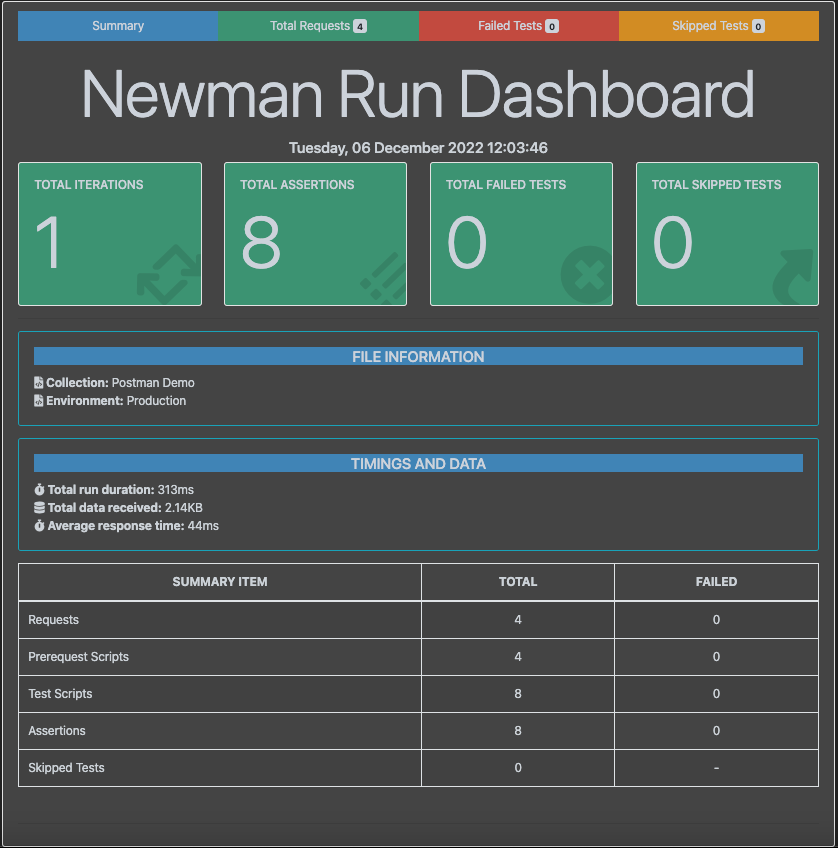 Summary Total Requests 4 Failed Tests 0 Skipped Tests 0
Newman Run Dashboard
Tuesday, 06 December 2022 12:03:46
TOTAL ITERATIONS TOTAL ASSERTIONS TOTAL FAILED TESTS TOTAL SKIPPED TESTS
1 8 0 0
FILE INFORMATION
Collection: Postman Demo
Environment: Production
TIMINGS AND DATA
Total run duration: 313ms
Total data received: 2.14KB
Average response time: 44ms
SUMMARY ITEM TOTAL FAILED
Requests 4 0
Prerequest Scripts 4 0
Test Scripts 8 0
Assertions 8 0
Skipped Tests 0 -